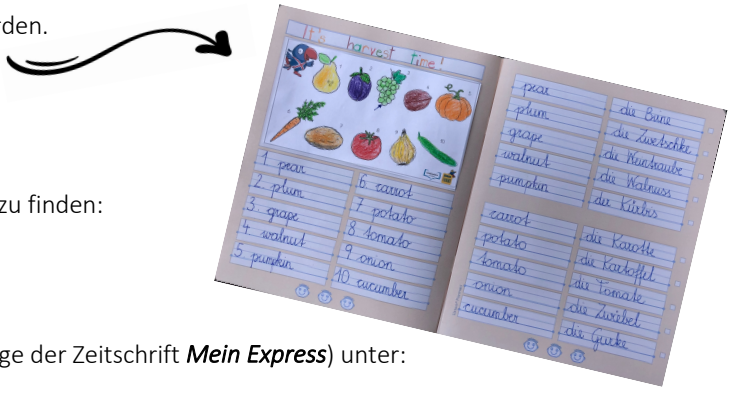 rden.
It's harvest time!
1. pear
2. plum
3. grape
4 walnut
5 pumpkin
6. carrot
7 potato
8 tomato
9 onion
10 cucumber
pear
plum
grape
walnut
pumpkin
die Birne
die Zwetschke
die Weintraube
die Walnuss
der Kürbis
carrot
potato
tomato
onion
cucumber
die Karotte
die Kartoffel
die Tomate
die Zwiebel
die Gurke
zu finden:
ge der Zeitschrift Mein Express) unter: